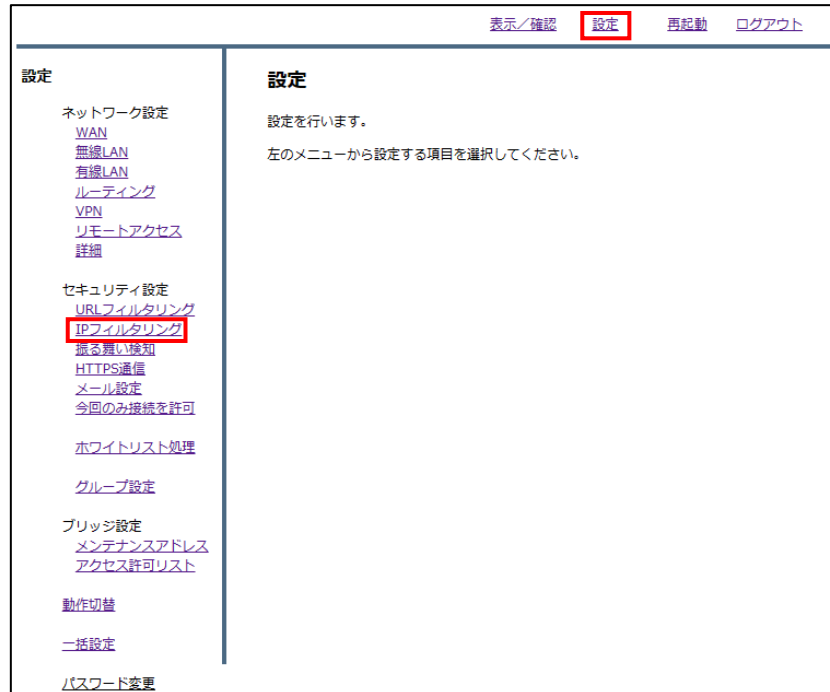 表示／確認 設定 再起動 ログアウト
設定
ネットワーク設定
WAN
無線LAN
有線LAN
ルーティング
VPN
リモートアクセス
詳細
セキュリティ設定
URLフィルタリング
IPフィルタリング
振る舞い検知
HTTPS通信
メール設定
今回のみ接続を許可
ホワイトリスト処理
グループ設定
ブリッジ設定
メンテナンスアドレス
アクセス許可リスト
動作切替
一括設定
パスワード変更
設定
設定を行います。
左のメニューから設定する項目を選択してください。